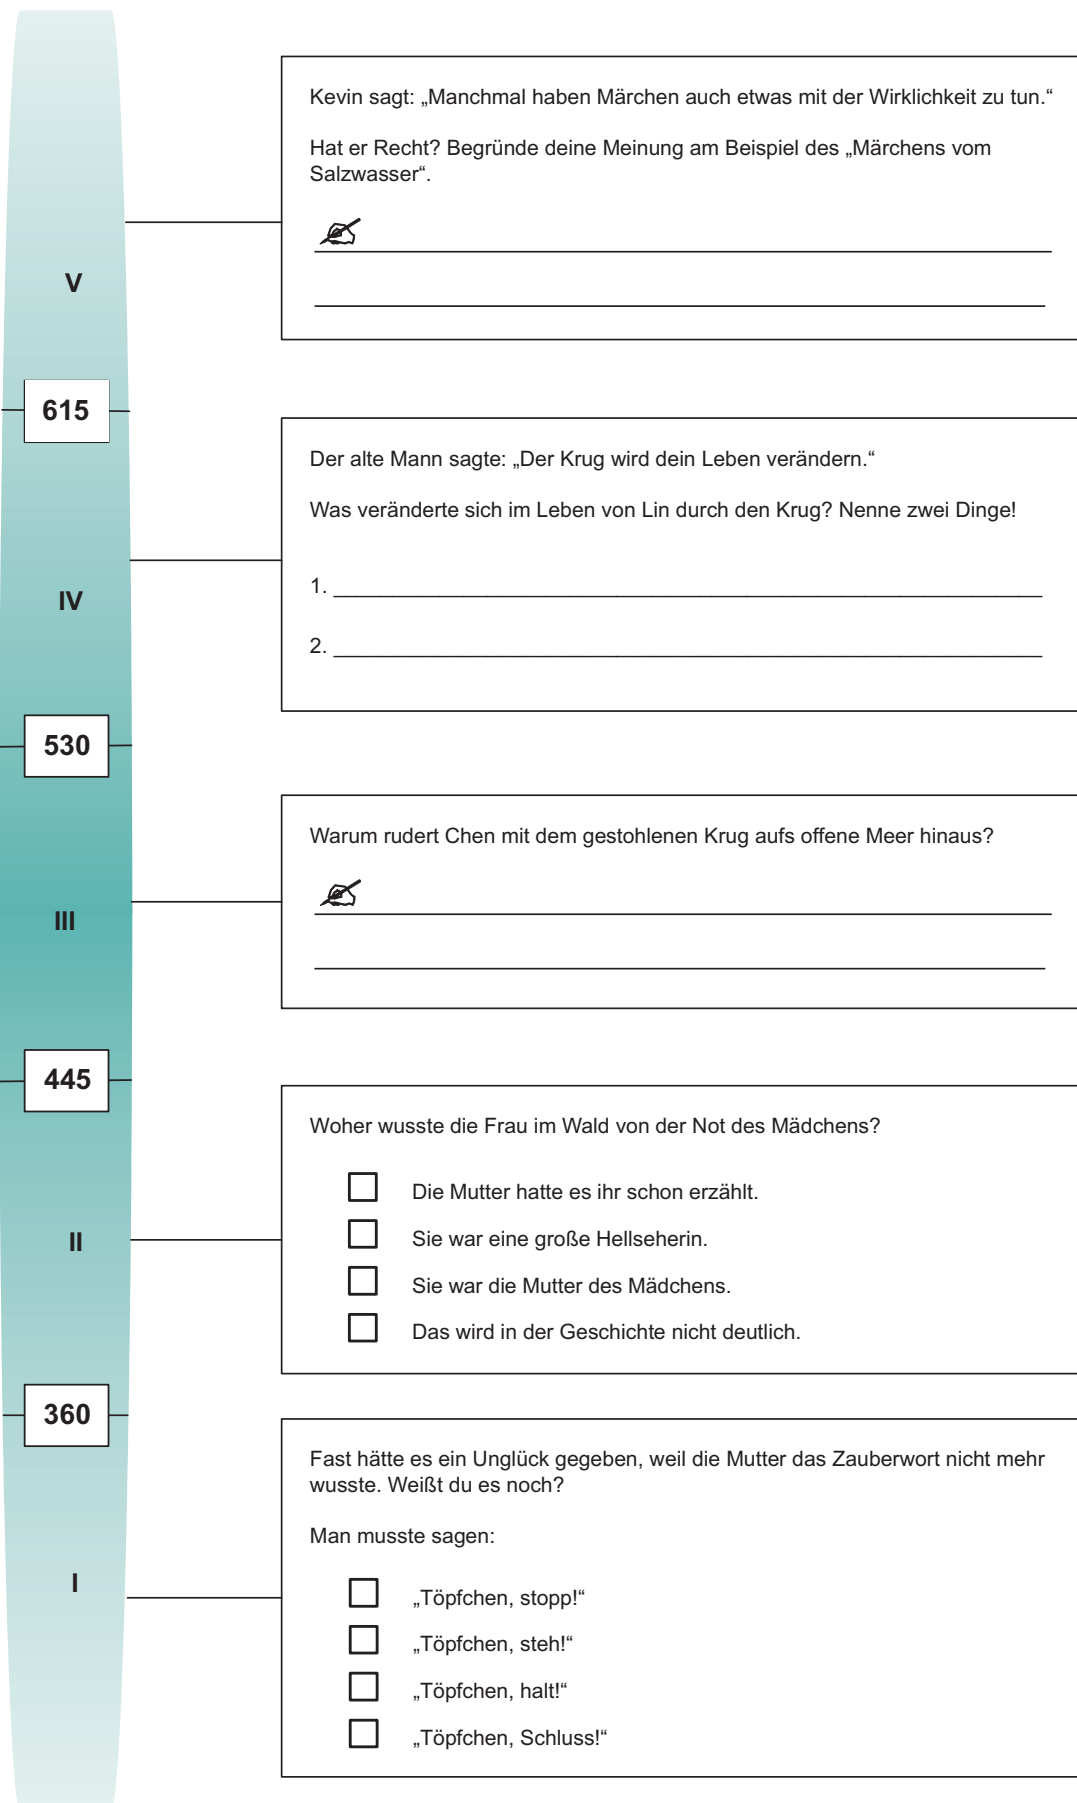 Kevin sagt: „Manchmal haben Märchen auch etwas mit der Wirklichkeit zu tun.“
Hat er Recht? Begründe deine Meinung am Beispiel des „Märchens vom
Salzwasser“.
V
615
Der alte Mann sagte: „Der Krug wird dein Leben verändern.“
Was veränderte sich im Leben von Lin durch den Krug? Nenne zwei Dinge!
1.
2.
IV
530
Warum rudert Chen mit dem gestohlenen Krug aufs offene Meer hinaus?
III
445
Woher wusste die Frau im Wald von der Not des Mädchens?
Die Mutter hatte es ihr schon erzählt.
Sie war eine große Hellseherin.
Sie war die Mutter des Mädchens.
Das wird in der Geschichte nicht deutlich.
II
360
Fast hätte es ein Unglück gegeben, weil die Mutter das Zauberwort nicht mehr
wusste. Weißt du es noch?
Man musste sagen:
„Töpfchen, stopp!“
„Töpfchen, steh!“
„Töpfchen, halt!“
„Töpfchen, Schluss!“
I